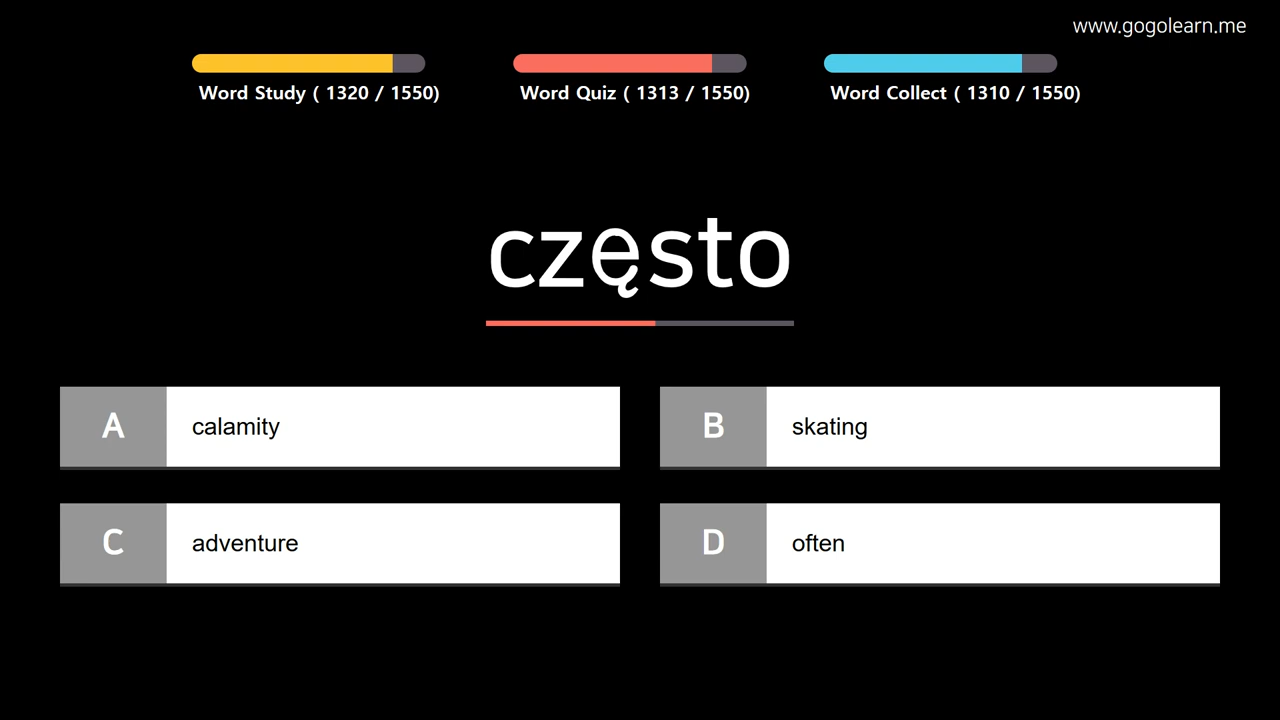 www.gogolearn.me
Word Study ( 1320 / 1550)
Word Quiz ( 1313 / 1550)
Word Collect ( 1310 / 1550)
często
A calamity
B skating
C adventure
D often